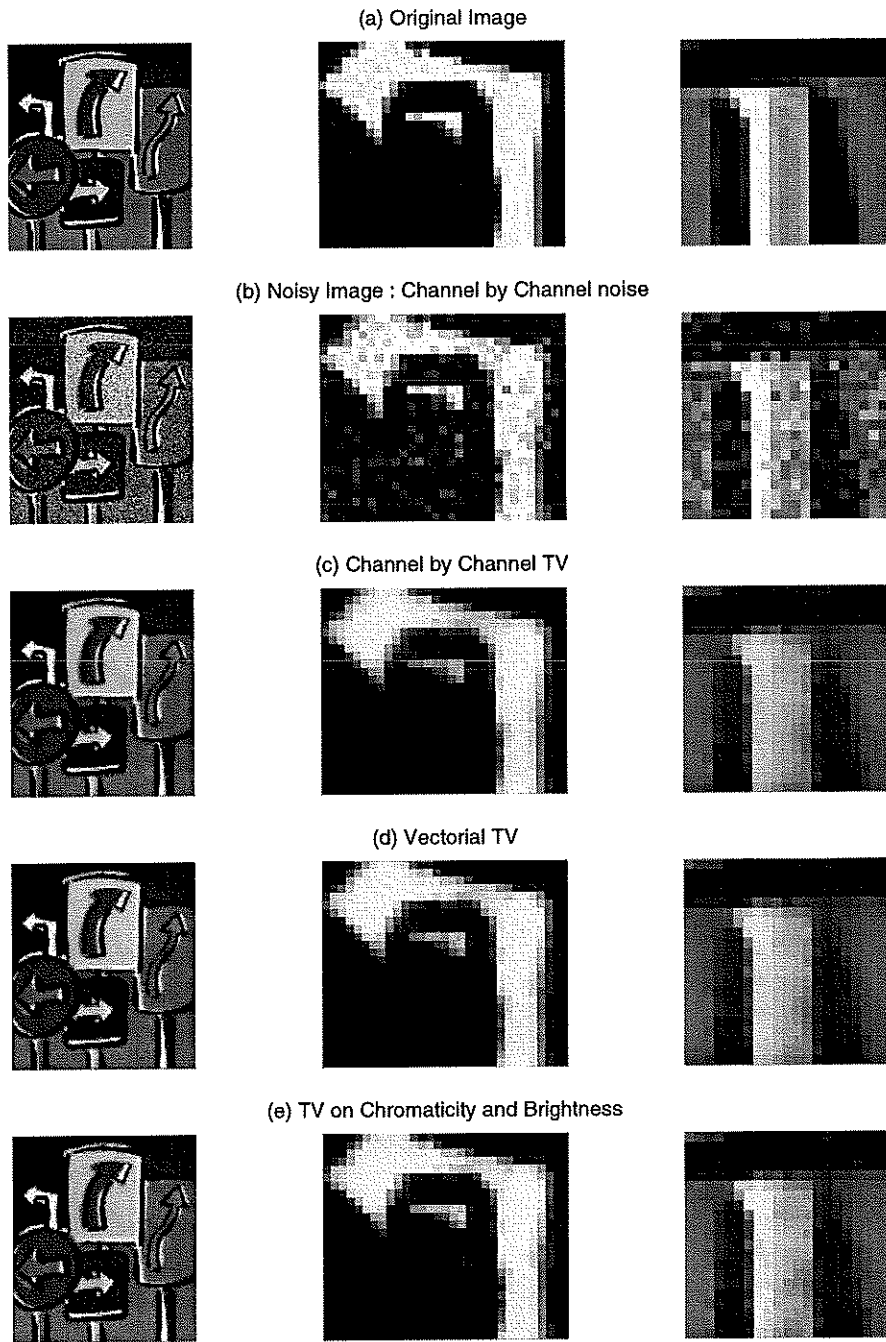 (a) Original Image
(b) Noisy Image : Channel by Channel noise
(c) Channel by Channel TV
(d) Vectorial TV
(e) TV on Chromaticity and Brightness